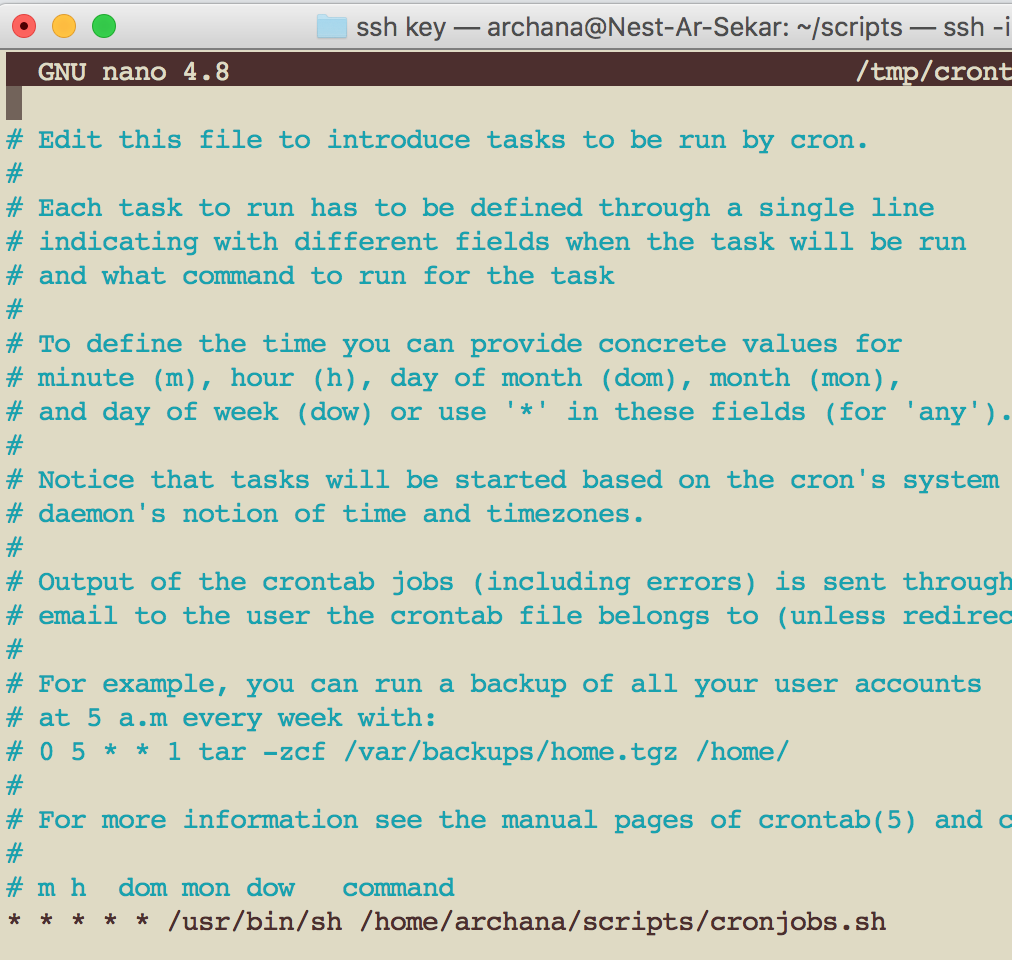 ssh key — archana@Nest-Ar-Sekar: ~/scripts — ssh -i
GNU nano 4.8 /tmp/cront
# Edit this file to introduce tasks to be run by cron.
#
# Each task to run has to be defined through a single line
# indicating with different fields when the task will be run
# and what command to run for the task
#
# To define the time you can provide concrete values for
# minute (m), hour (h), day of month (dom), month (mon),
# and day of week (dow) or use '*' in these fields (for 'any').
#
# Notice that tasks will be started based on the cron's system
# daemon's notion of time and timezones.
#
# Output of the crontab jobs (including errors) is sent through
# email to the user the crontab file belongs to (unless redirec
#
# For example, you can run a backup of all your user accounts
# at 5 a.m every week with:
# 0 5 * * 1 tar -zcf /var/backups/home.tgz /home/
#
# For more information see the manual pages of crontab(5) and c
#
# m h  dom mon dow   command
* * * * * /usr/bin/sh /home/archana/scripts/cronjobs.sh